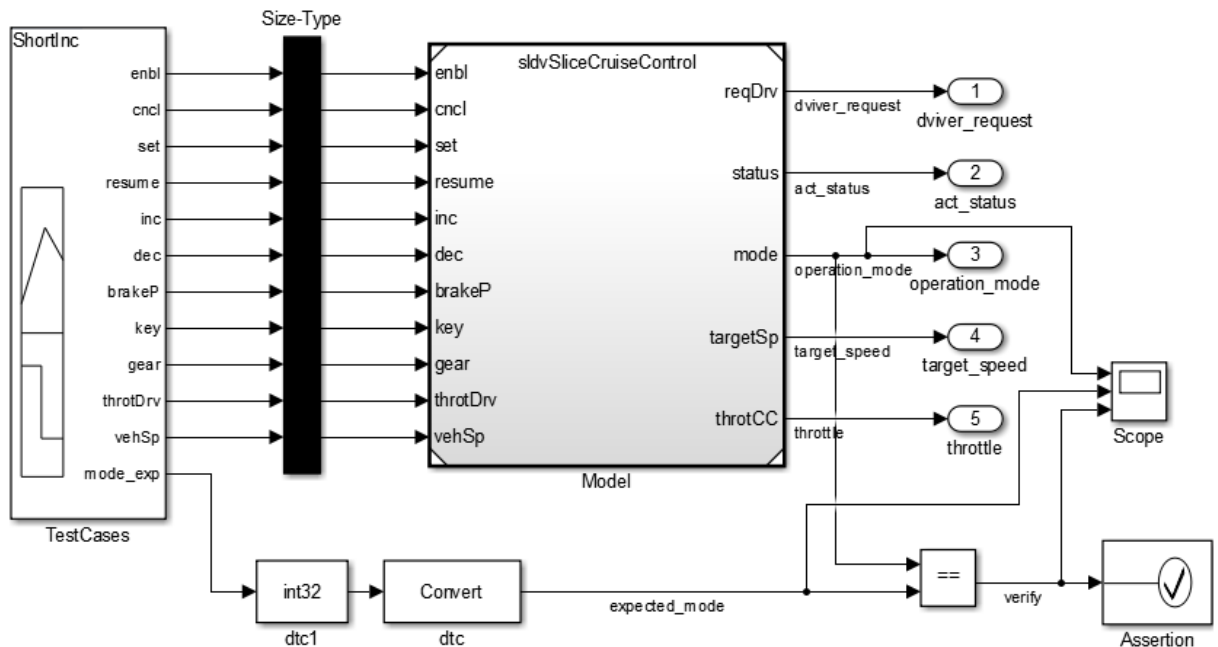 ShortInc
enbl
cncl
set
resume
inc
dec
brakeP
key
gear
throtDrv
vehSp
mode_exp
TestCases
Size-Type
sldvSliceCruiseControl
enbl
cncl
set
resume
inc
dec
brakeP
key
gear
throtDrv
vehSp
reqDrv
status
mode
targetSp
throtCC
Model
dviver_request
1
dviver_request
act_status
2
act_status
operation_mode
3
operation_mode
target_speed
4
target_speed
throttle
5
throttle
Scope
int32
dtc1
Convert
dtc
expected_mode
==
verify
Assertion